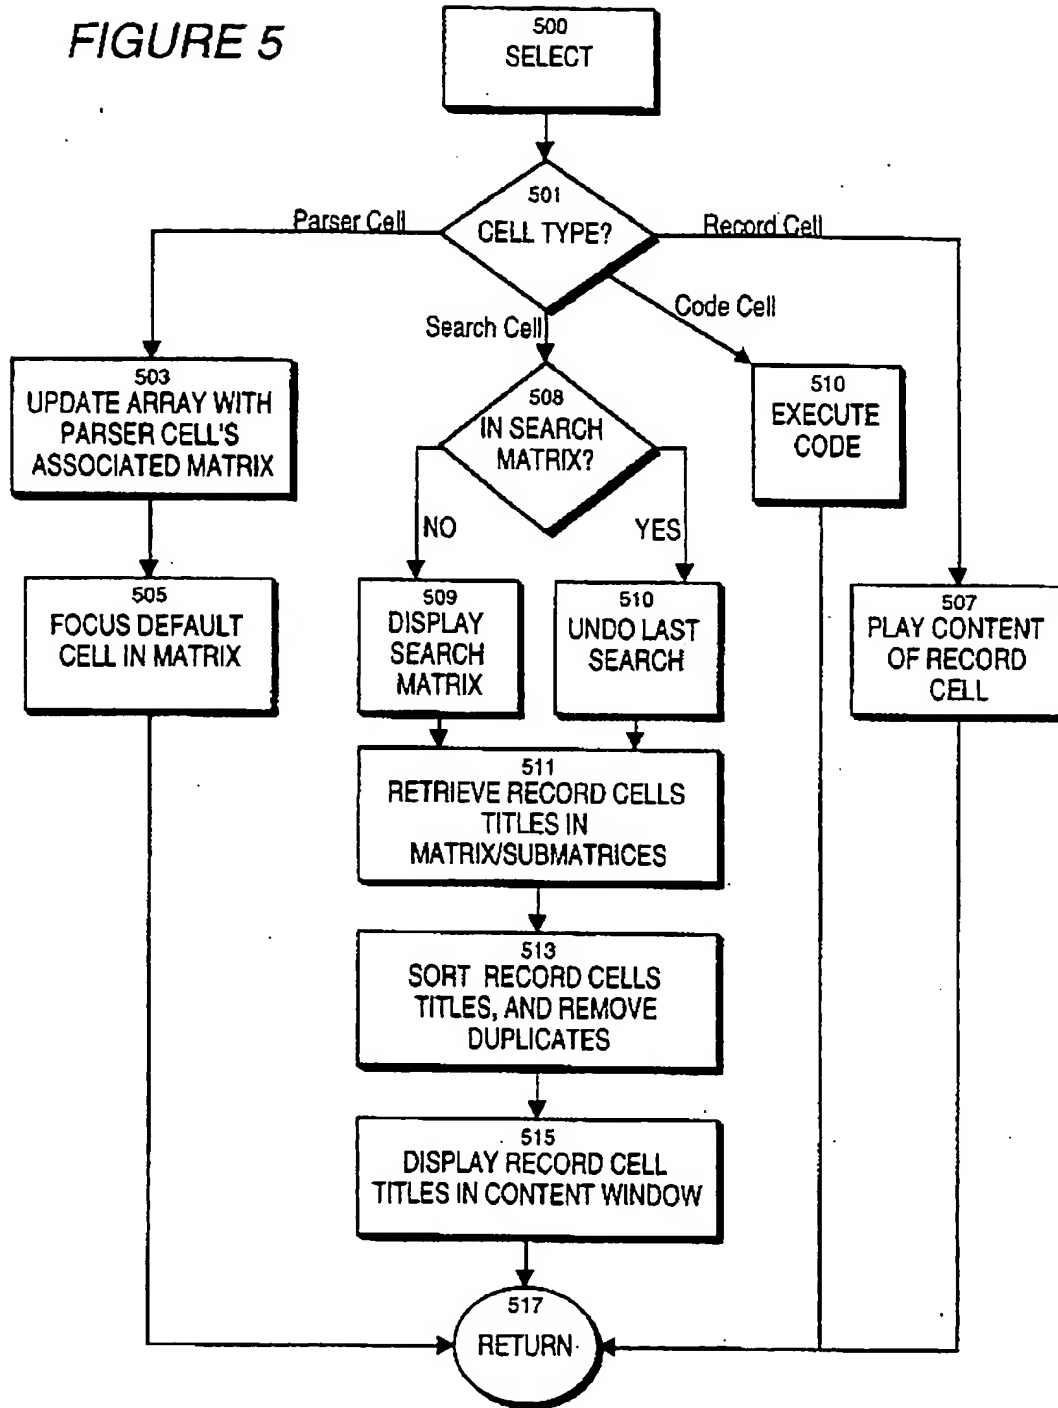 FIGURE 5
500
SELECT
501
CELL TYPE?
Parser Cell
Record Cell
Code Cell
Search Cell
503
UPDATE ARRAY WITH
PARSER CELL'S
ASSOCIATED MATRIX
508
IN SEARCH
MATRIX?
510
EXECUTE
CODE
NO
YES
505
FOCUS DEFAULT
CELL IN MATRIX
509
DISPLAY
SEARCH
MATRIX
510
UNDO LAST
SEARCH
507
PLAY CONTENT
OF RECORD
CELL
511
RETRIEVE RECORD CELLS
TITLES IN
MATRIX/SUBMATRICES
513
SORT RECORD CELLS
TITLES, AND REMOVE
DUPLICATES
515
DISPLAY RECORD CELL
TITLES IN CONTENT WINDOW
517
RETURN